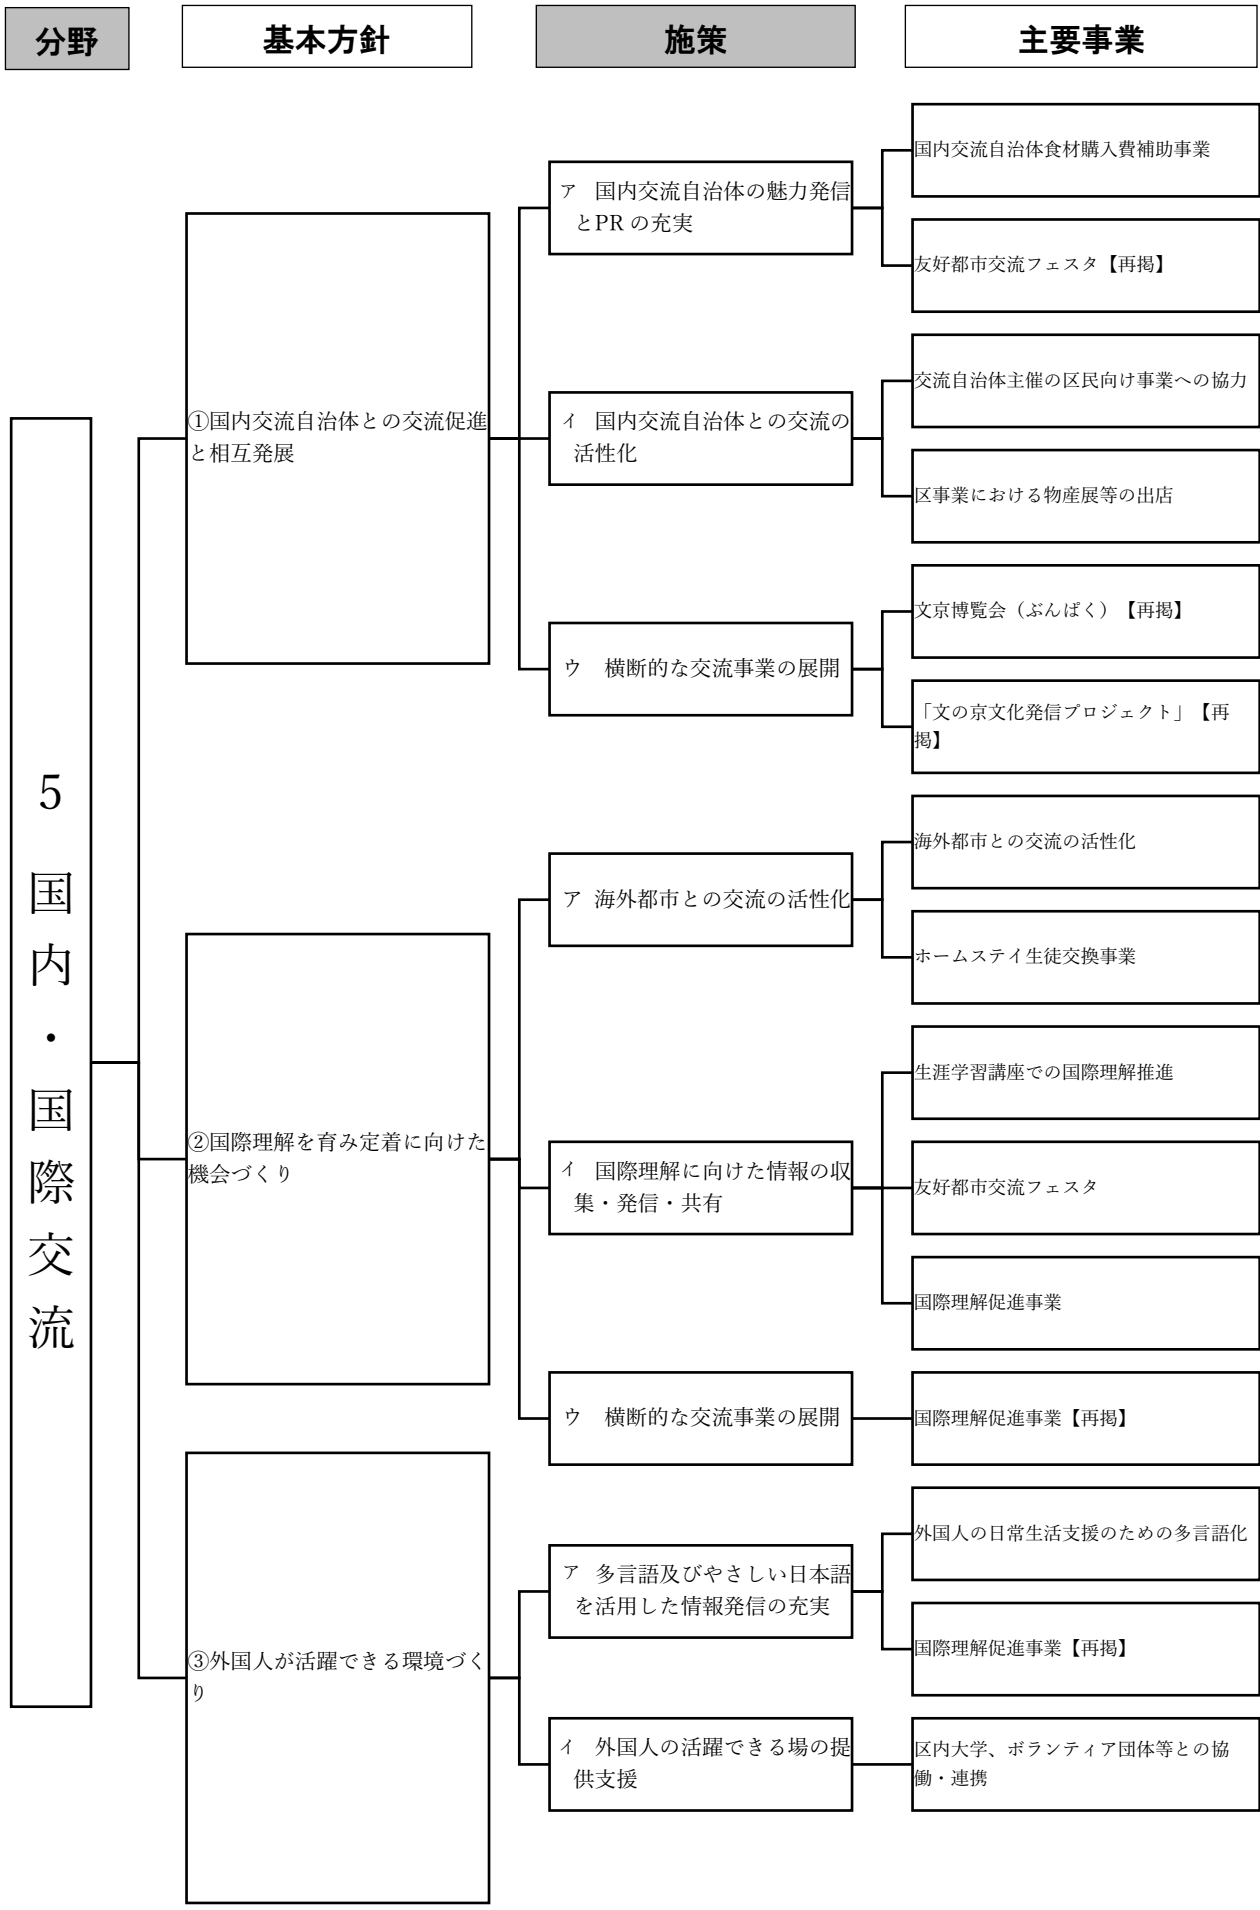 分野
基本方針
施策
主要事業
5 国内・国際交流
①国内交流自治体との交流促進
と相互発展
ア 国内交流自治体の魅力発信
とPR の充実
国内交流自治体食材購入費補助事業
友好都市交流フェスタ【再掲】
イ 国内交流自治体との交流の
活性化
交流自治体主催の区民向け事業への協力
区事業における物産展等の出店
ウ 横断的な交流事業の展開
文京博覧会（ぶんぱく）【再掲】
「文の京文化発信プロジェクト」【再
掲】
②国際理解を育み定着に向けた
機会づくり
ア 海外都市との交流の活性化
海外都市との交流の活性化
ホームステイ生徒交換事業
イ 国際理解に向けた情報の収
集・発信・共有
生涯学習講座での国際理解推進
友好都市交流フェスタ
国際理解促進事業
ウ 横断的な交流事業の展開
国際理解促進事業【再掲】
③外国人が活躍できる環境づく
り
ア 多言語及びやさしい日本語
を活用した情報発信の充実
外国人の日常生活支援のための多言語化
国際理解促進事業【再掲】
イ 外国人の活躍できる場の提
供支援
区内大学、ボランティア団体等との協
働・連携